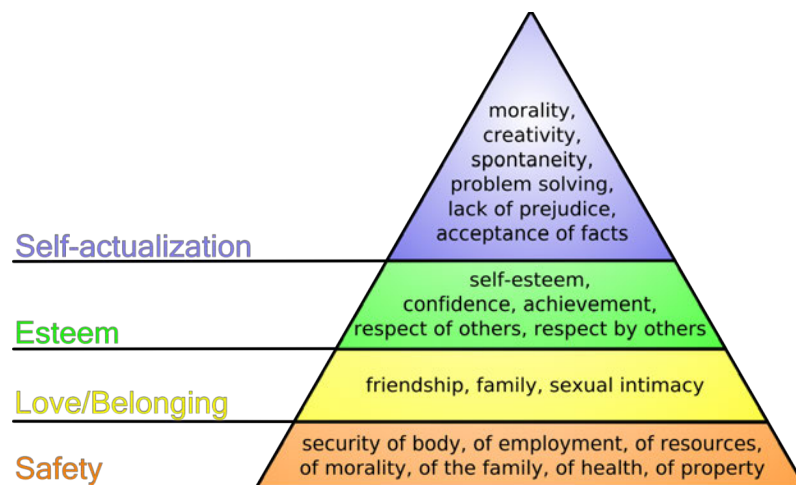 morality,
creativity,
spontaneity,
problem solving,
lack of prejudice,
acceptance of facts
Self-actualization
self-esteem,
confidence, achievement,
respect of others, respect by others
Esteem
friendship, family, sexual intimacy
Love/Belonging
security of body, of employment, of resources,
of morality, of the family, of health, of property
Safety